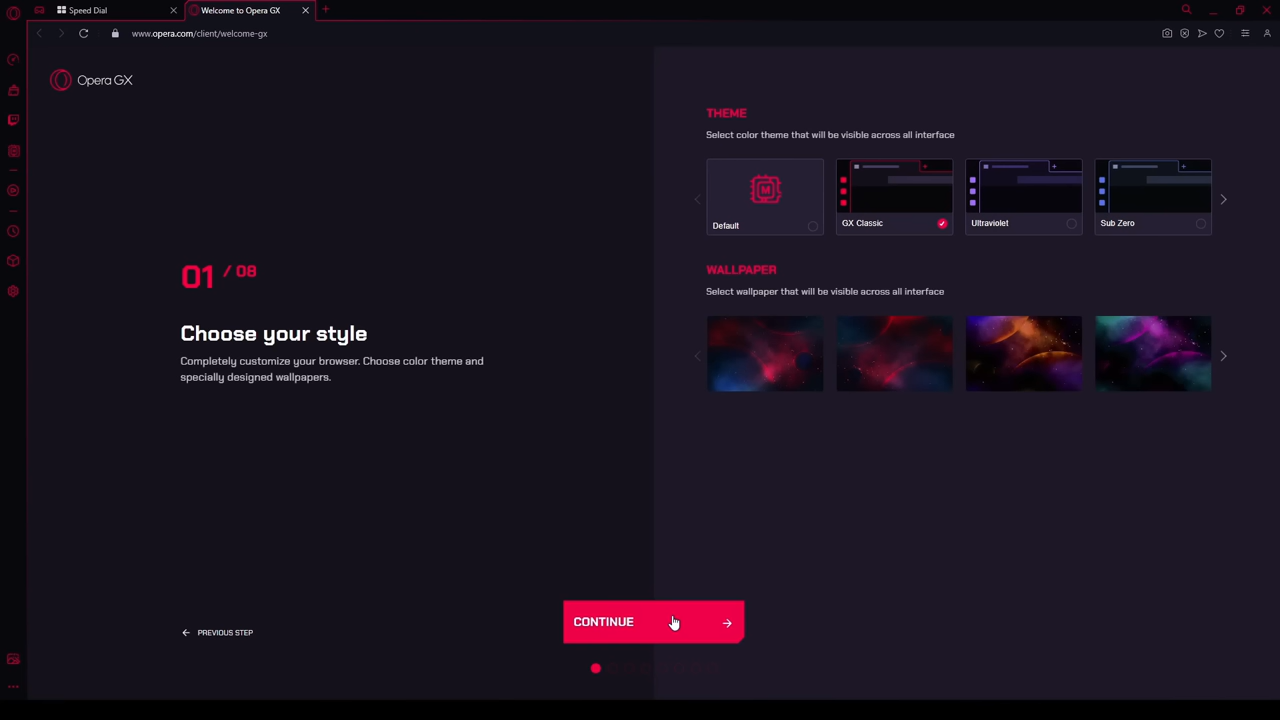 Speed Dial
Welcome to Opera GX
www.opera.com/client/welcome-gx
Opera GX
THEME
Select color theme that will be visible across all interface
M
Default
GX Classic
Ultraviolet
Sub Zero
01 / 08
WALLPAPER
Select wallpaper that will be visible across all interface
Choose your style
Completely customize your browser. Choose color theme and
specially designed wallpapers.
CONTINUE
PREVIOUS STEP